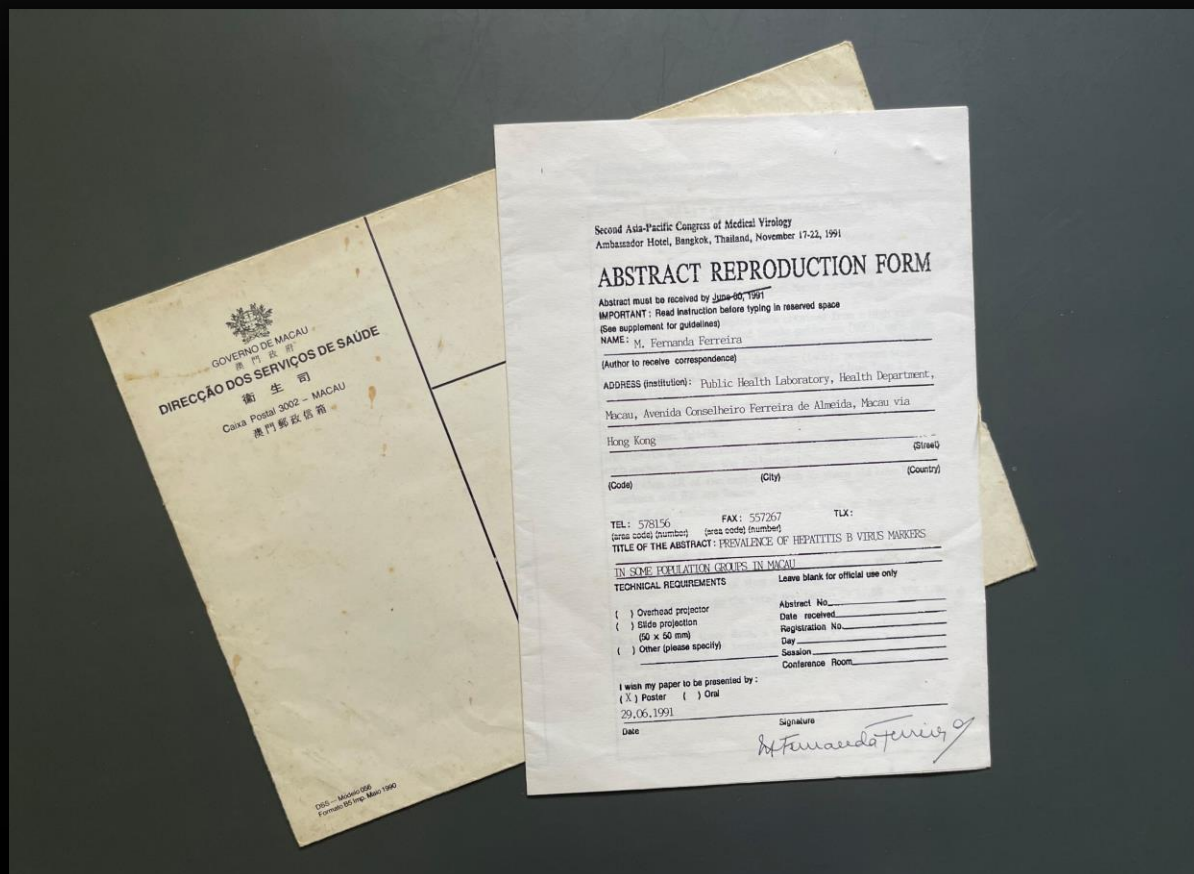 GOVERNO DE MACAU
澳門政府
DIRECÇÃO DOS SERVIÇOS DE SAÚDE
衛生司
Caixa Postal 3002 – MACAU
澳門郵政信箱
DSS – Modelo 056
Formato B5 Imp. Maio 1990
Second Asia-Pacific Congress of Medical Virology
Ambassador Hotel, Bangkok, Thailand, November 17-22, 1991
ABSTRACT REPRODUCTION FORM
Abstract must be received by June 30, 1991
IMPORTANT : Read instruction before typing in reserved space
(See supplement for guidelines)
NAME: M. Fernanda Ferreira
(Author to receive correspondence)
ADDRESS (institution): Public Health Laboratory, Health Department,
Macau, Avenida Conselheiro Ferreira de Almeida, Macau via
Hong Kong
(Street)
(Code) (City) (Country)
TEL: 578156 FAX: 557267 TLX:
(area code) (number) (area code) (number)
TITLE OF THE ABSTRACT: PREVALENCE OF HEPATITIS B VIRUS MARKERS
IN SOME POPULATION GROUPS IN MACAU
TECHNICAL REQUIREMENTS Leave blank for official use only
( ) Overhead projector Abstract No.
( ) Slide projection Date received
(50 x 50 mm) Registration No.
( ) Other (please specify) Day
Session
Conference Room
I wish my paper to be presented by :
( X ) Poster ( ) Oral
29.06.1991
Date Signature
M Fernanda Ferreira